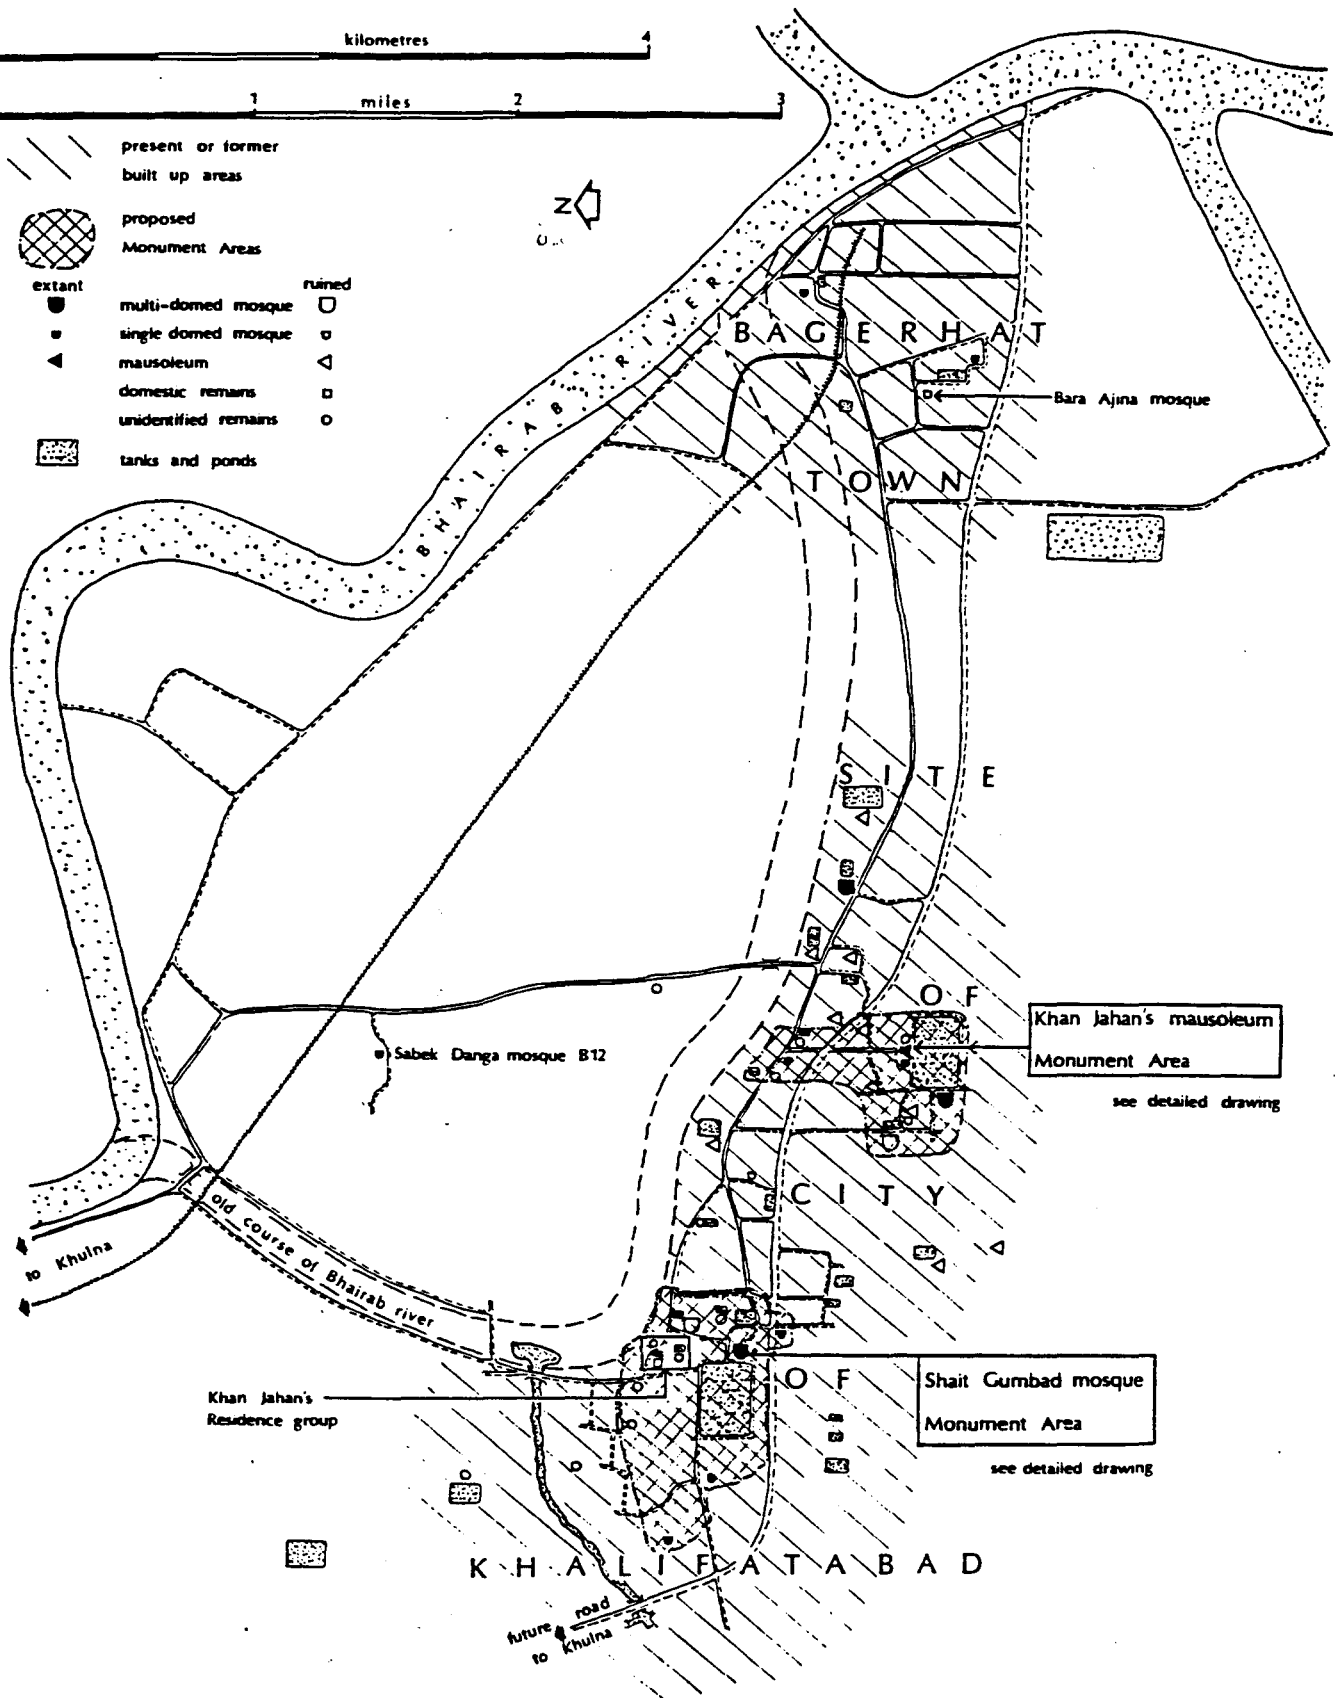 kilometres
4
1 miles 2 3
present or former
built up areas
proposed
Monument Areas
extant ruined
multi-domed mosque
single domed mosque
mausoleum
domestic remains
unidentified remains
tanks and ponds
N
BHAIRAB RIVER
BAGERHAT
TOWN
Bara Ajina mosque
SITE
OF
Khan Jahan's mausoleum
Monument Area
see detailed drawing
Sabek Danga mosque B12
CITY
to Khulna
old course of Bhairab river
OF
Shait Gumbad mosque
Monument Area
see detailed drawing
Khan Jahan's
Residence group
KHALIFATABAD
future road
to Khulna